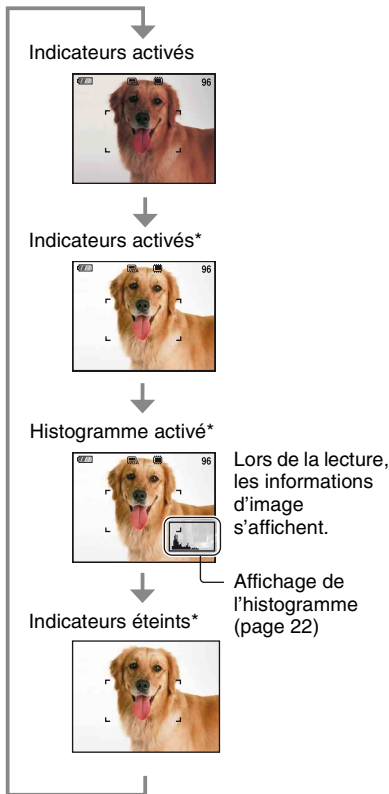 Indicateurs activés
96
Indicateurs activés*
96
Histogramme activé*
96
Lors de la lecture,
les informations
d'image
s'affichent.
Affichage de
l'histogramme
(page 22)
Indicateurs éteints*